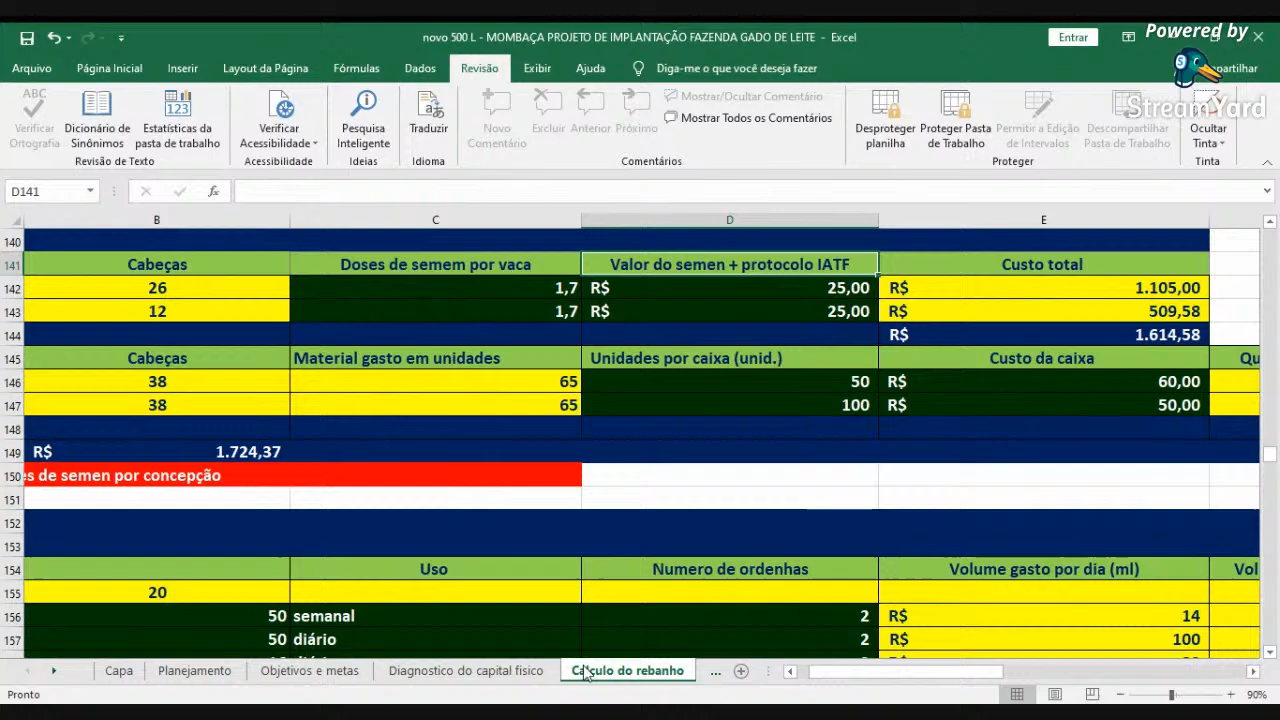 Powered by
StreamYard
novo 500 L - MOMBAÇA PROJETO DE IMPLANTAÇÃO FAZENDA GADO DE LEITE - Excel
Entrar
Arquivo Página Inicial Inserir Layout da Página Fórmulas Dados Revisão Exibir Ajuda Diga-me o que você deseja fazer
Verificar Ortografia
Dicionário de Sinônimos
Estatísticas da pasta de trabalho
Revisão de Texto
Verificar Acessibilidade
Acessibilidade
Pesquisa Inteligente
Ideias
Traduzir
Idioma
Novo Comentário
Excluir
Anterior
Próximo
Mostrar/Ocultar Comentário
Mostrar Todos os Comentários
Comentários
Desproteger planilha
Proteger Pasta de Trabalho
Permitir a Edição de Intervalos
Descompartilhar Pasta de Trabalho
Proteger
Ocultar Tinta
Tinta
D141 fx
B C D E
140
141 Cabeças Doses de semem por vaca Valor do semen + protocolo IATF Custo total
142 26 1,7 R$ 25,00 R$ 1.105,00
143 12 1,7 R$ 25,00 R$ 509,58
144 R$ 1.614,58
145 Cabeças Material gasto em unidades Unidades por caixa (unid.) Custo da caixa Qu
146 38 65 50 R$ 60,00
147 38 65 100 R$ 50,00
148
149 R$ 1.724,37
150 s de semen por concepção
151
152
153
154 Uso Numero de ordenhas Volume gasto por dia (ml) Vol
155 20
156 50 semanal 2 R$ 14
157 50 diário 2 R$ 100
Capa Planejamento Objetivos e metas Diagnostico do capital fisico Calculo do rebanho ...
Pronto 90%